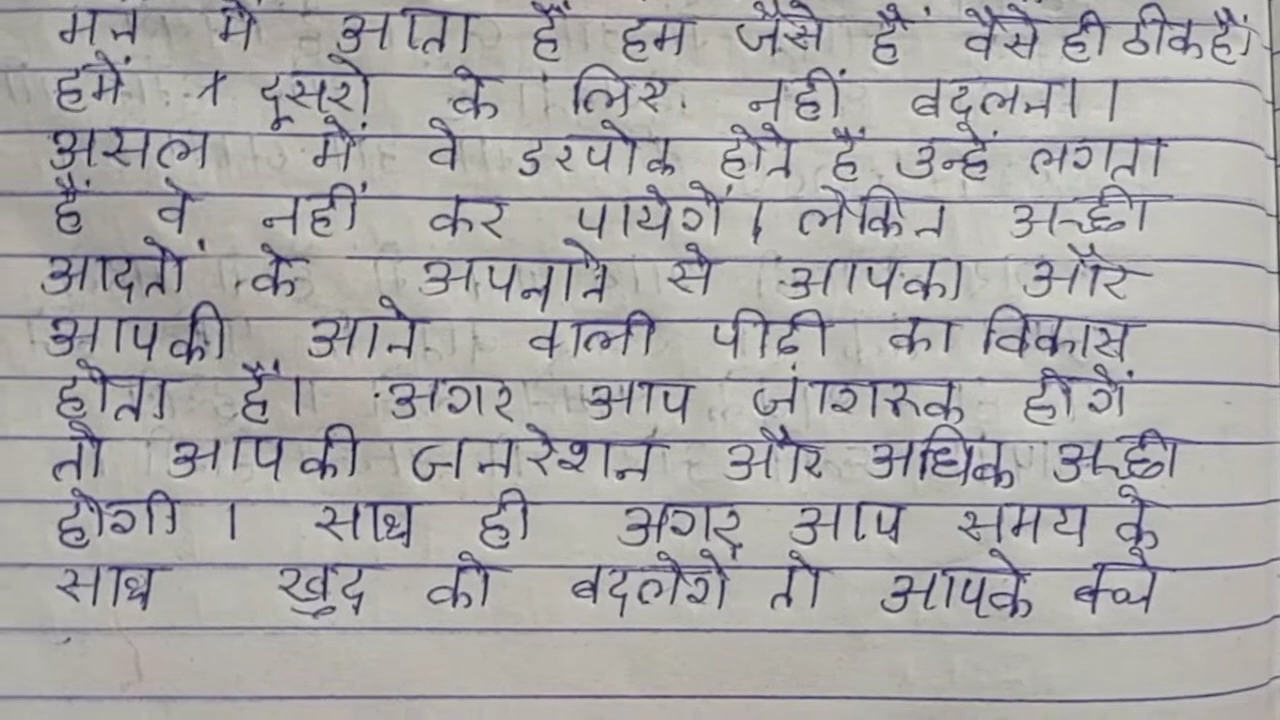 मन में आता है हम जैसे हैं वैसे ही ठीक हैं।
हमें दूसरो के लिए नहीं बदलना।
असल में वे डरपोक होते हैं उन्हें लगता
है वे नहीं कर पायेगें। लेकिन अच्छी
आदतों के अपनाने से आपका और
आपकी आने वाली पीढी का विकास
होता हैं। अगर आप जागरूक होगें
तो आपकी जनरेशन और अधिक अच्छी
होगी। साथ ही अगर आप समय के
साथ खुद को बदलेगें तो आपके बच्चे